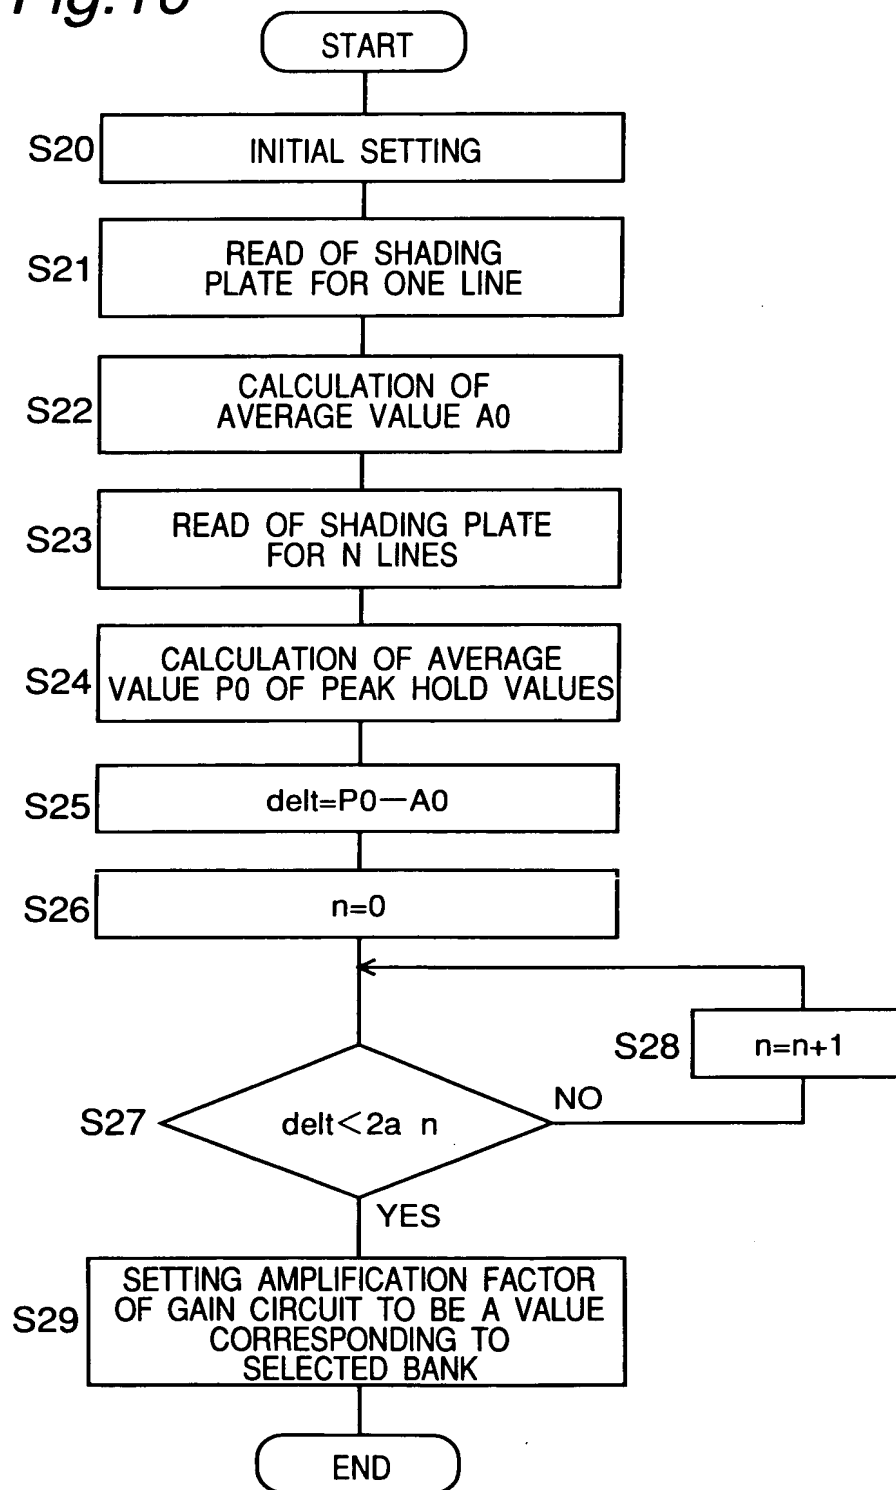 START
S20
INITIAL SETTING
S21
READ OF SHADING
PLATE FOR ONE LINE
S22
CALCULATION OF
AVERAGE VALUE A0
S23
READ OF SHADING PLATE
FOR N LINES
S24
CALCULATION OF AVERAGE
VALUE P0 OF PEAK HOLD VALUES
S25
delt=P0—A0
S26
n=0
S28
n=n+1
S27
delt<2a n
NO
YES
S29
SETTING AMPLIFICATION FACTOR
OF GAIN CIRCUIT TO BE A VALUE
CORRESPONDING TO
SELECTED BANK
END